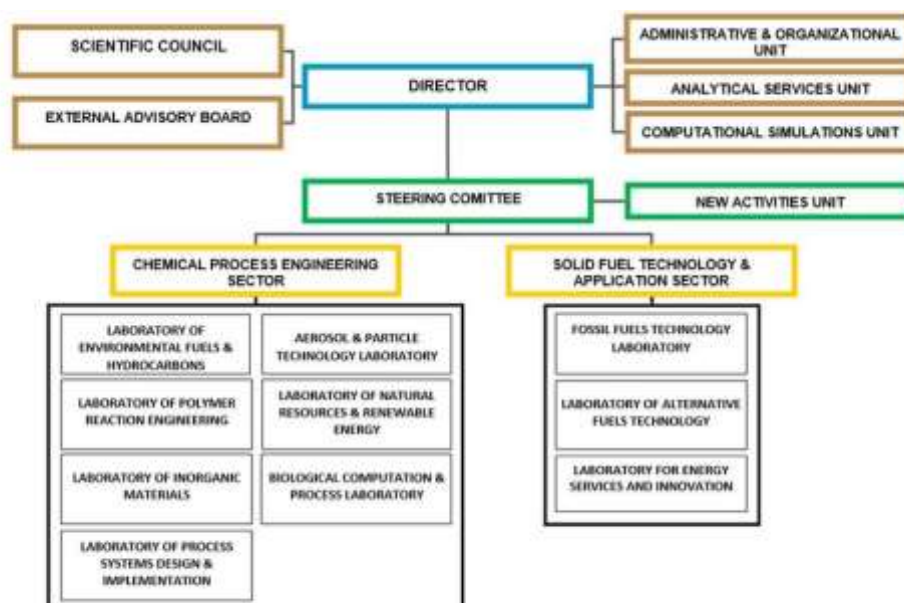 SCIENTIFIC COUNCIL
EXTERNAL ADVISORY BOARD
DIRECTOR
ADMINISTRATIVE & ORGANIZATIONAL
UNIT
ANALYTICAL SERVICES UNIT
COMPUTATIONAL SIMULATIONS UNIT
STEERING COMITTEE
NEW ACTIVITIES UNIT
CHEMICAL PROCESS ENGINEERING
SECTOR
LABORATORY OF
ENVIRONMENTAL FUELS &
HYDROCARBONS
AEROSOL & PARTICLE
TECHNOLOGY LABORATORY
LABORATORY OF POLYMER
REACTION ENGINEERING
LABORATORY OF NATURAL
RESOURCES & RENEWABLE
ENERGY
LABORATORY OF INORGANIC
MATERIALS
BIOLOGICAL COMPUTATION &
PROCESS LABORATORY
LABORATORY OF PROCESS
SYSTEMS DESIGN &
IMPLEMENTATION
SOLID FUEL TECHNOLOGY &
APPLICATION SECTOR
FOSSIL FUELS TECHNOLOGY
LABORATORY
LABORATORY OF ALTERNATIVE
FUELS TECHNOLOGY
LABORATORY FOR ENERGY
SERVICES AND INNOVATION